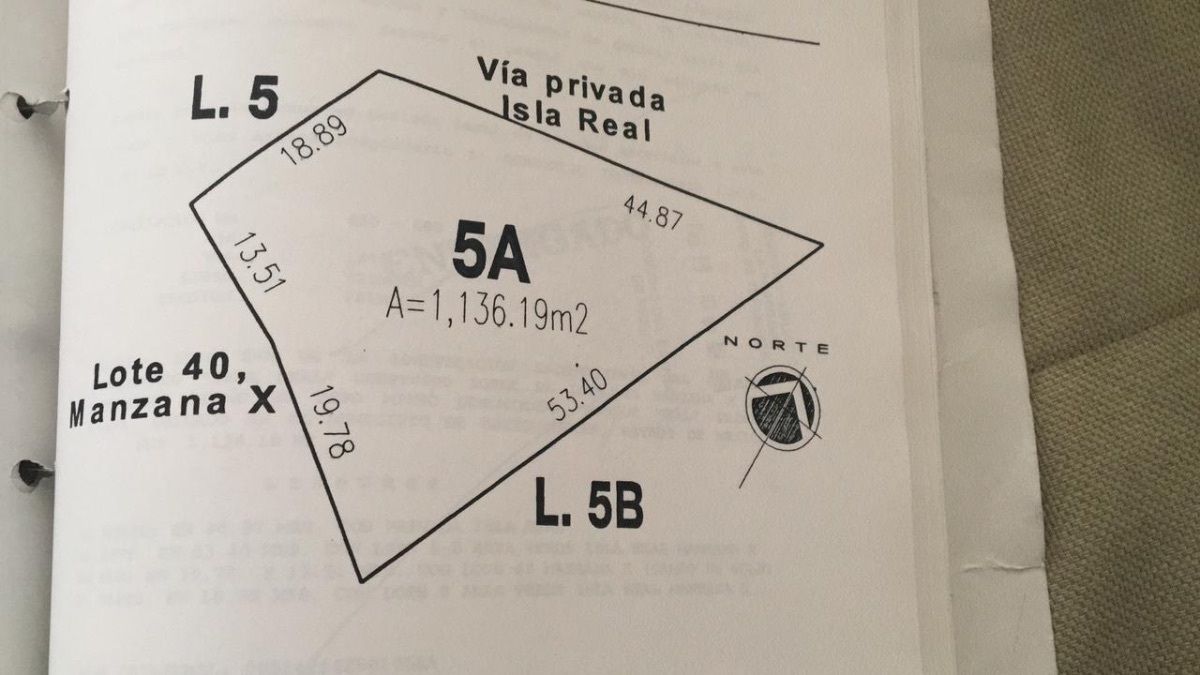 L. 5
Vía privada
Isla Real
18.89
44.87
13.51
5A
A=1,136.19m2
NORTE
Lote 40,
Manzana X
19.78
53.40
L. 5B